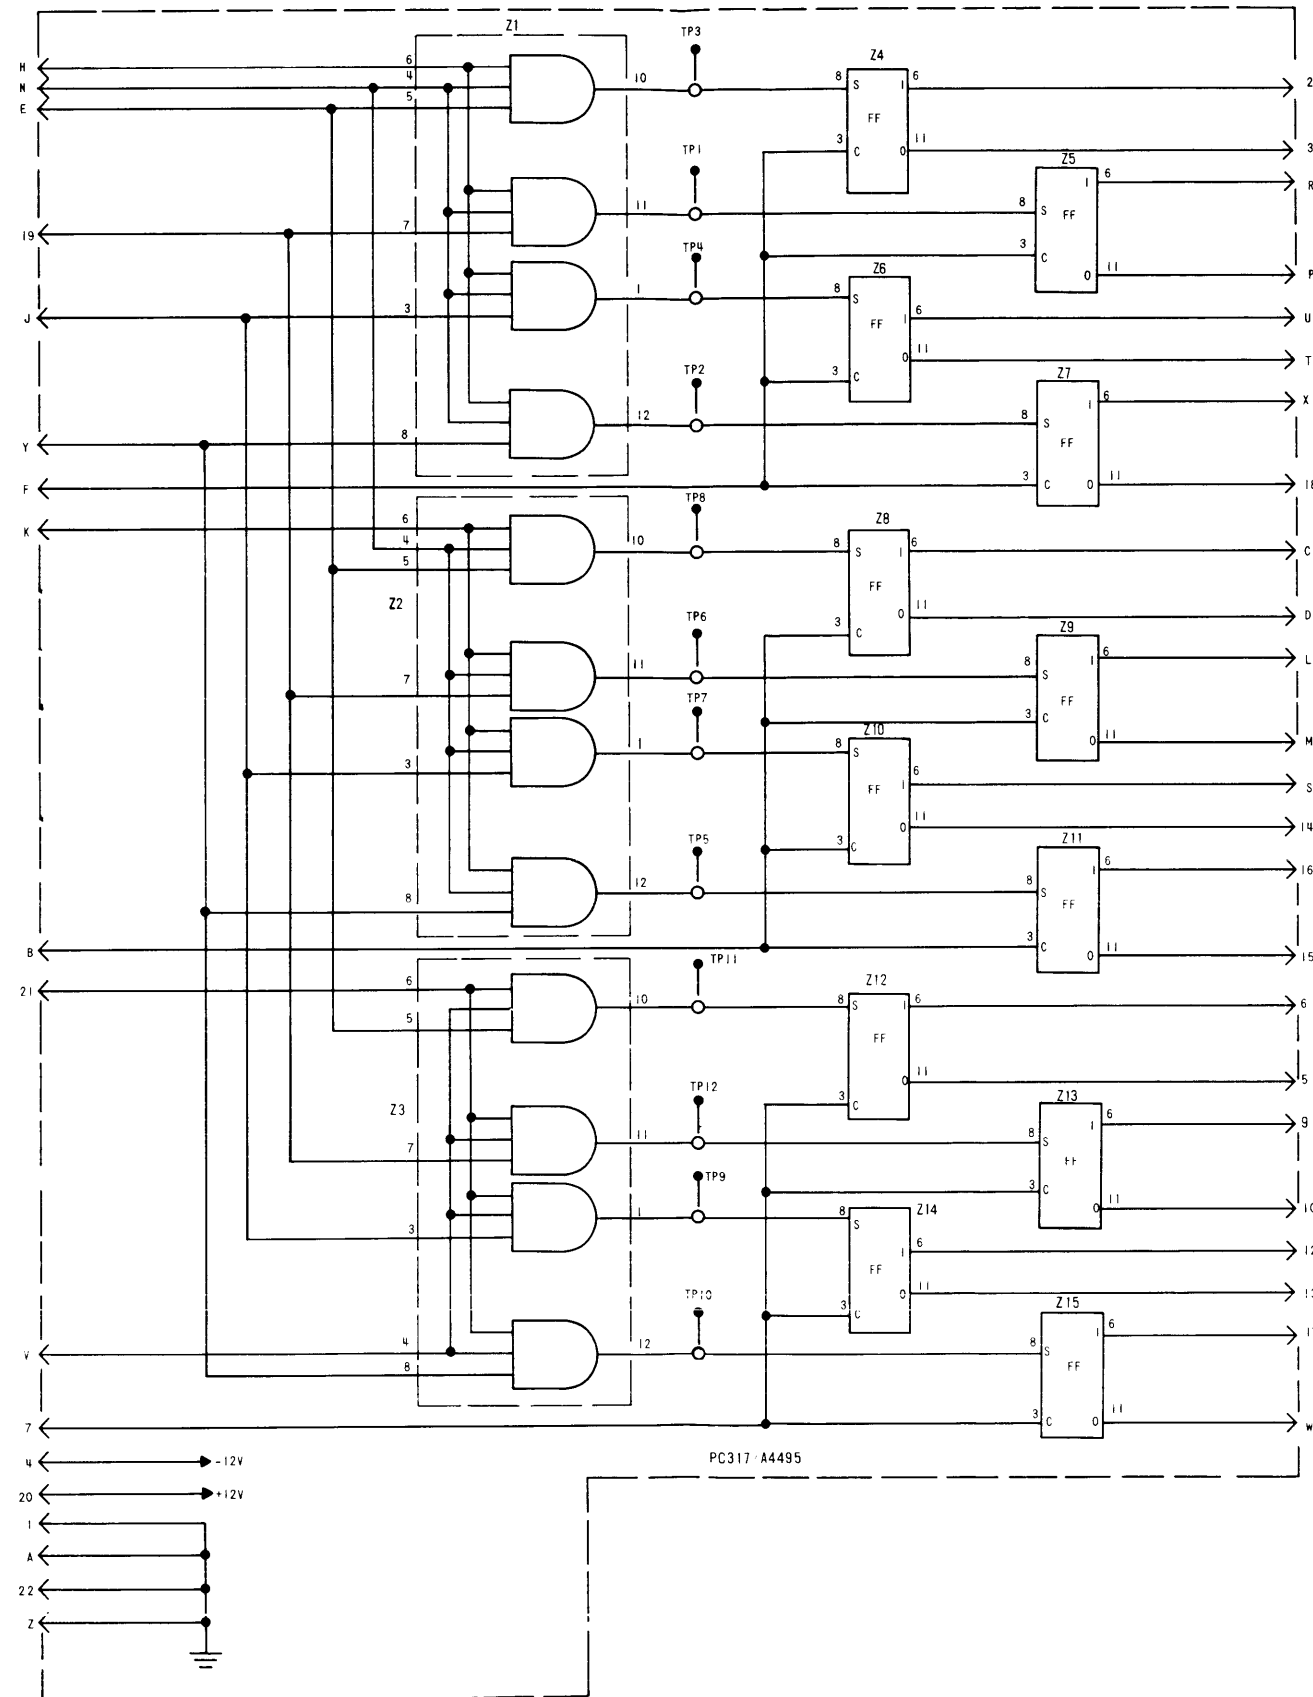 Z1
TP3
H 6 10 8 Z4 6 2
N 4 S 1
E 5 FF
3 C 0 11 3
TP1 Z5
11 8 S 1 6 R
19 7 FF
TP4 3 C
0 11 P
Z6
1 8 S
J 3 FF 1 6 U
0 11 T
TP2 3 C Z7
12 8 S 1 6 X
Y 8 FF
F 3 C 0 11 18
TP8
K 6 10 8 Z8 6 C
4 S 1
5 FF
Z2 3 C 0 11 D
TP6 Z9
11 8 S 1 6 L
7 FF
TP7 3 C
0 11 M
Z10
1 8 S
3 FF 1 6 S
0 11 14
TP5 3 C Z11
12 8 S 1 6 16
8 FF
B 3 C 0 11 15
TP11
21 6 10 8 Z12 6 6
5 S 1
FF
0 11 5
Z3 TP12 3 C Z13
11 8 S 1 6 9
7 FF
TP9 3 C
0 11 10
1 8 S Z14
3 FF 1 6 12
0 11
TP10 3 C Z15
V 4 12 8 S 1 6
8 FF
7 3 C 0 11 W
4 -12V
PC317 A4495
20 +12V
1
A
22
Z